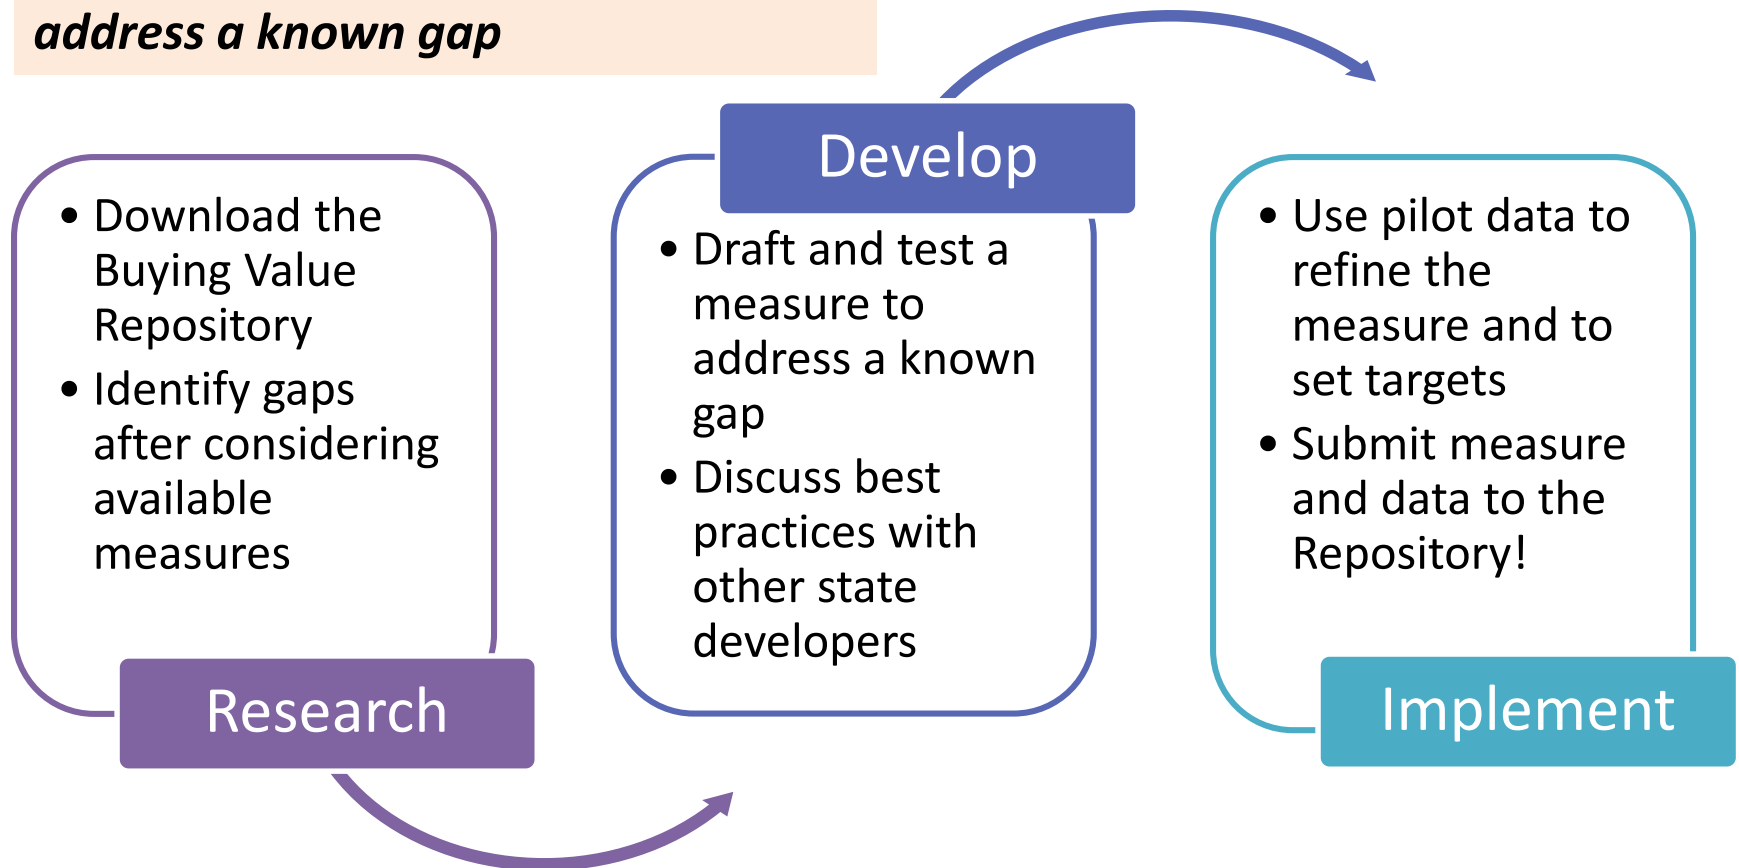 address a known gap
• Download the
Buying Value
Repository
• Identify gaps
after considering
available
measures
Research
Develop
• Draft and test a
measure to
address a known
gap
• Discuss best
practices with
other state
developers
• Use pilot data to
refine the
measure and to
set targets
• Submit measure
and data to the
Repository!
Implement